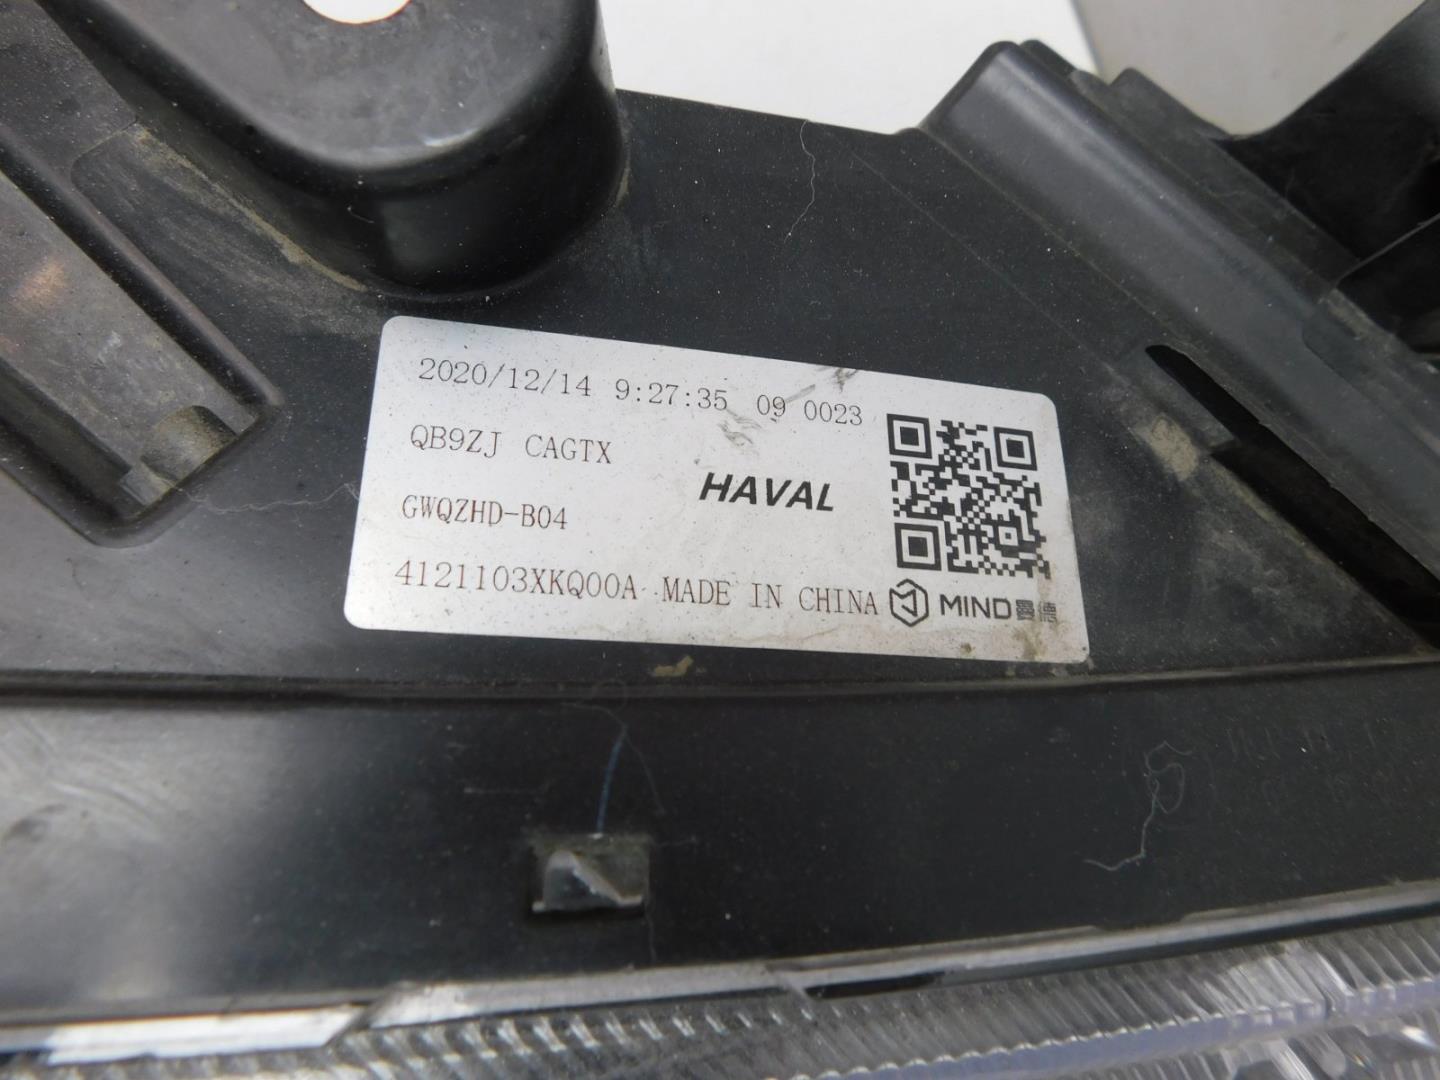 2020/12/14 9:27:35 09 0023
QB9ZJ CAGTX
HAVAL
GWQZHD-B04
4121103XKQ00A MADE IN CHINA MIND曼德